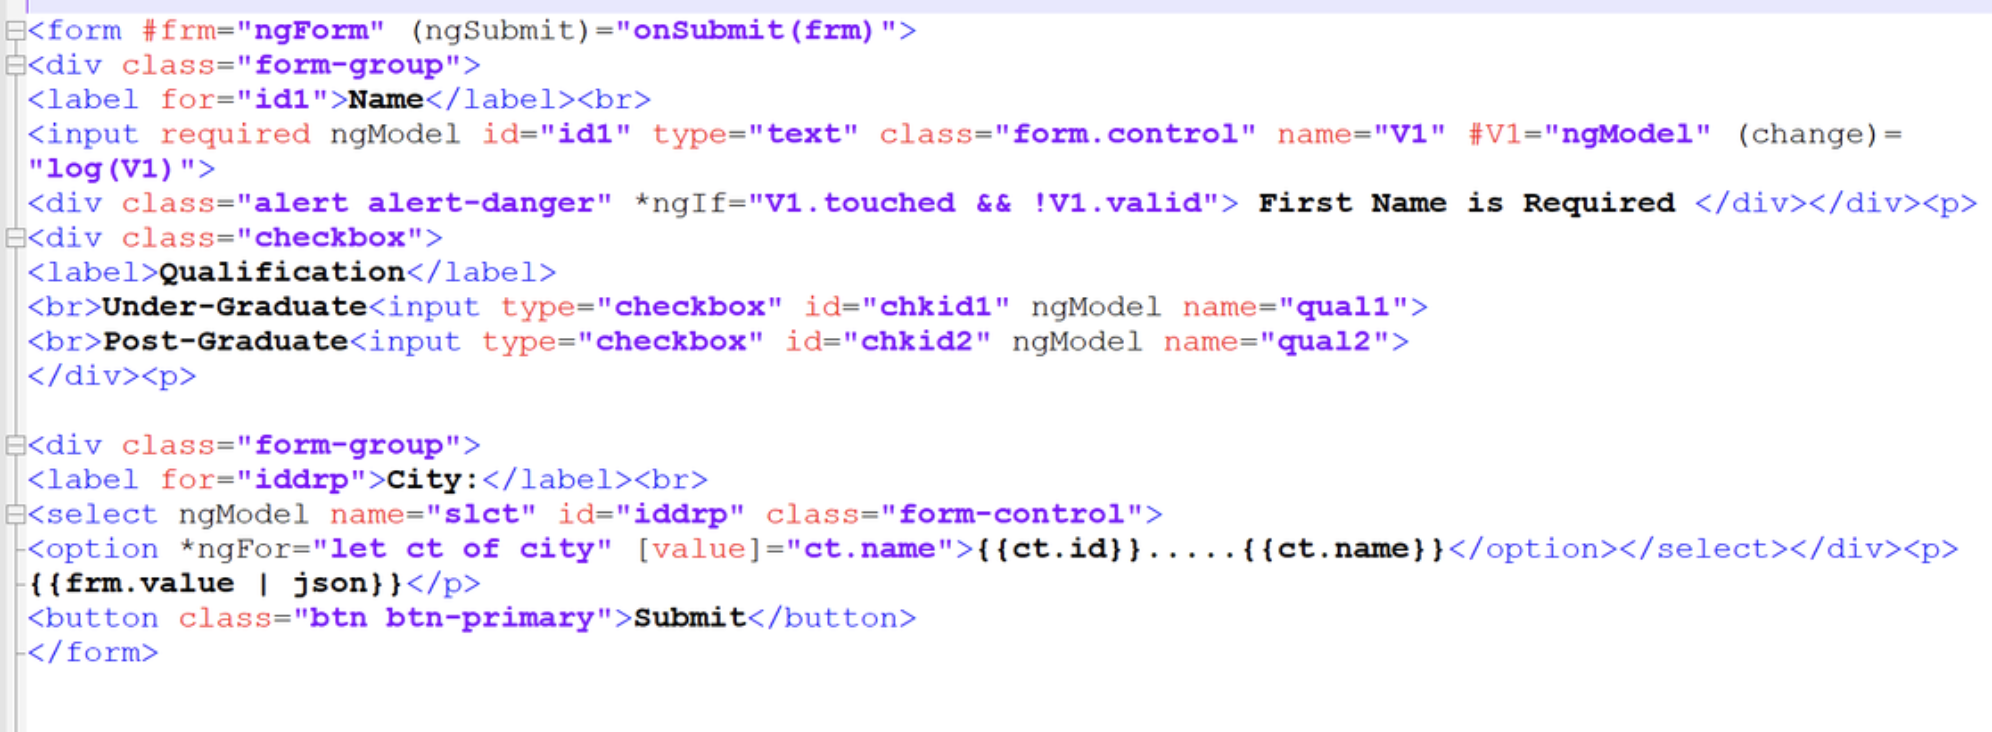 <form #frm="ngForm" (ngSubmit)="onSubmit(frm)">
<div class="form-group">
<label for="id1">Name</label><br>
<input required ngModel id="id1" type="text" class="form.control" name="V1" #V1="ngModel" (change)=
"log(V1)">
<div class="alert alert-danger" *ngIf="V1.touched && !V1.valid"> First Name is Required </div></div><p>
<div class="checkbox">
<label>Qualification</label>
<br>Under-Graduate<input type="checkbox" id="chkid1" ngModel name="qual1">
<br>Post-Graduate<input type="checkbox" id="chkid2" ngModel name="qual2">
</div><p>
<div class="form-group">
<label for="iddrp">City:</label><br>
<select ngModel name="slct" id="iddrp" class="form-control">
<option *ngFor="let ct of city" [value]="ct.name">{{ct.id}}.....{{ct.name}}</option></select></div><p>
{{frm.value | json}}</p>
<button class="btn btn-primary">Submit</button>
</form>